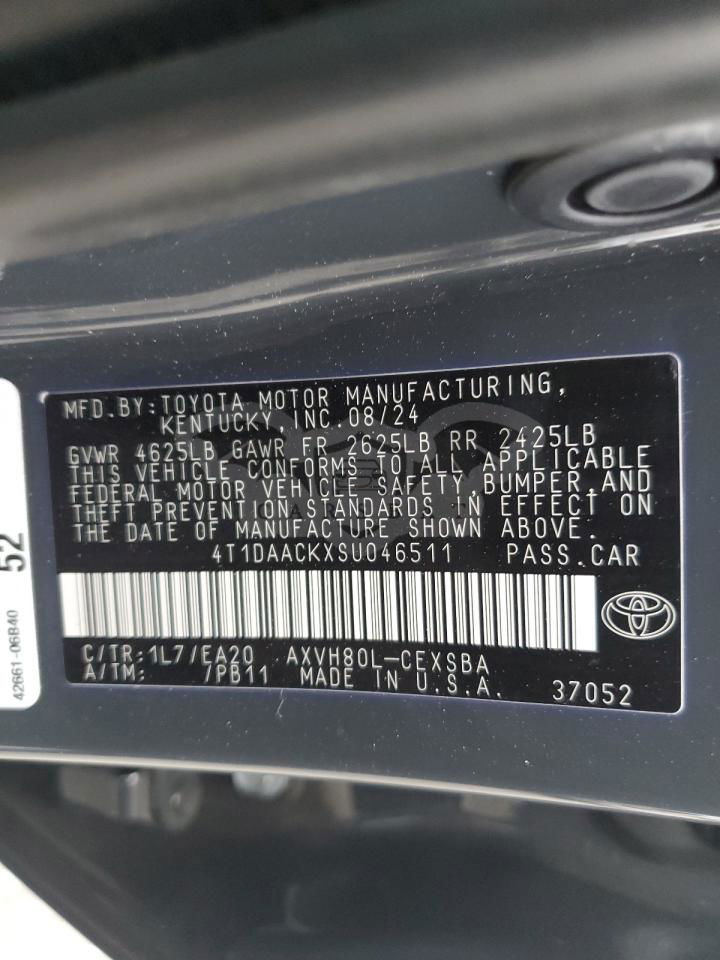 MFD.BY:TOYOTA MOTOR MANUFACTURING,
KENTUCKY,INC.08/24
GVWR 4625LB GAWR FR 2625LB RR 2425LB
THIS VEHICLE CONFORMS TO ALL APPLICABLE
FEDERAL MOTOR VEHICLE SAFETY,BUMPER,AND
THEFT PREVENTION STANDARDS IN EFFECT ON
THE DATE OF MANUFACTURE SHOWN ABOVE.
4T1DAACKXSU046511 PASS.CAR
C/TR:1L7/EA20 AXVH80L-CEXSBA
A/TM: /PB11 MADE IN U.S.A. 37052
52
42661-06B40